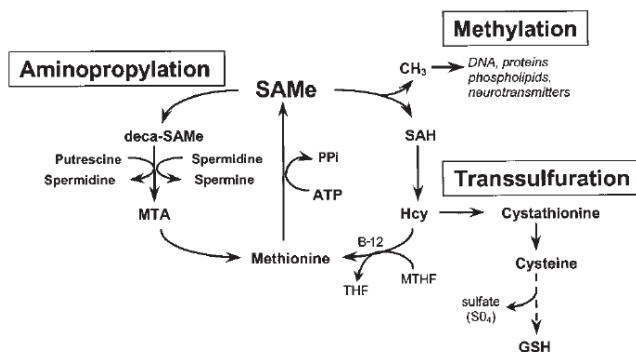 Methylation
Aminopropylation
CH3
DNA, proteins
phospholipids,
neurotransmitters
SAMe
deca-SAMe
SAH
Putrescine
Spermidine
PPi
Spermidine
Spermine
ATP
Transsulfuration
MTA
Hcy
Cystathionine
B-12
Methionine
Cysteine
THF
MTHF
sulfate
(S04)
GSH